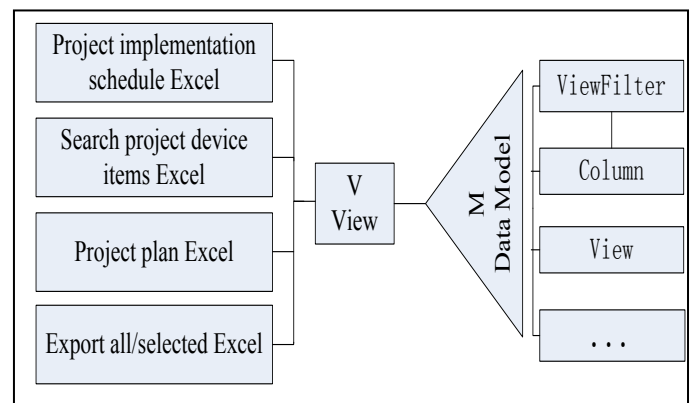 Project implementation
schedule Excel
Search project device
items Excel
Project plan Excel
Export all/selected Excel
V
View
M
Data Model
ViewFilter
Column
View
...